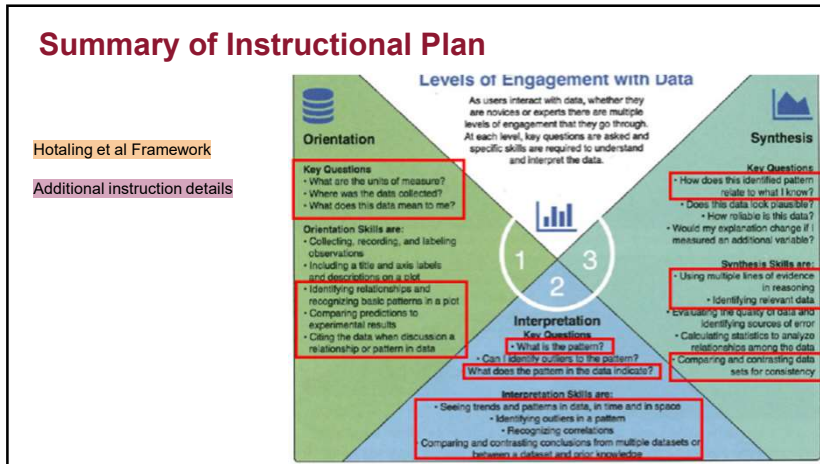 Summary of Instructional Plan
Hotaling et al Framework
Additional instruction details
Levels of Engagement with Data
As users interact with data, whether they
are novices or experts there are multiple
levels of engagement that they go through.
At each level, key questions are asked and
specific skills are required to understand
and interpret the data.
Orientation
Key Questions
• What are the units of measure?
• Where was the data collected?
• What does this data mean to me?
Orientation Skills are:
• Collecting, recording, and labeling
observations
• Including a title and axis labels
and descriptions on a plot
• Identifying relationships and
recognizing basic patterns in a plot
• Comparing predictions to
experimental results
• Citing the data when discussion a
relationship or pattern in data
1
2
3
Interpretation
Key Questions
• What is the pattern?
• Can I identify outliers to the pattern?
What does the pattern in the data indicate?
Interpretation Skills are:
• Seeing trends and patterns in data, in time and in space
• Identifying outliers in a pattern
• Recognizing correlations
• Comparing and contrasting conclusions from multiple datasets or
between a dataset and prior knowledge
Synthesis
Key Questions
• How does this identified pattern
relate to what I know?
• Does this data look plausible?
• How reliable is this data?
• Would my explanation change if I
measured an additional variable?
Synthesis Skills are:
• Using multiple lines of evidence
in reasoning
• Identifying relevant data
• Evaluating the quality of data and
identifying sources of error
• Calculating statistics to analyze
relationships among the data
• Comparing and contrasting data
sets for consistency